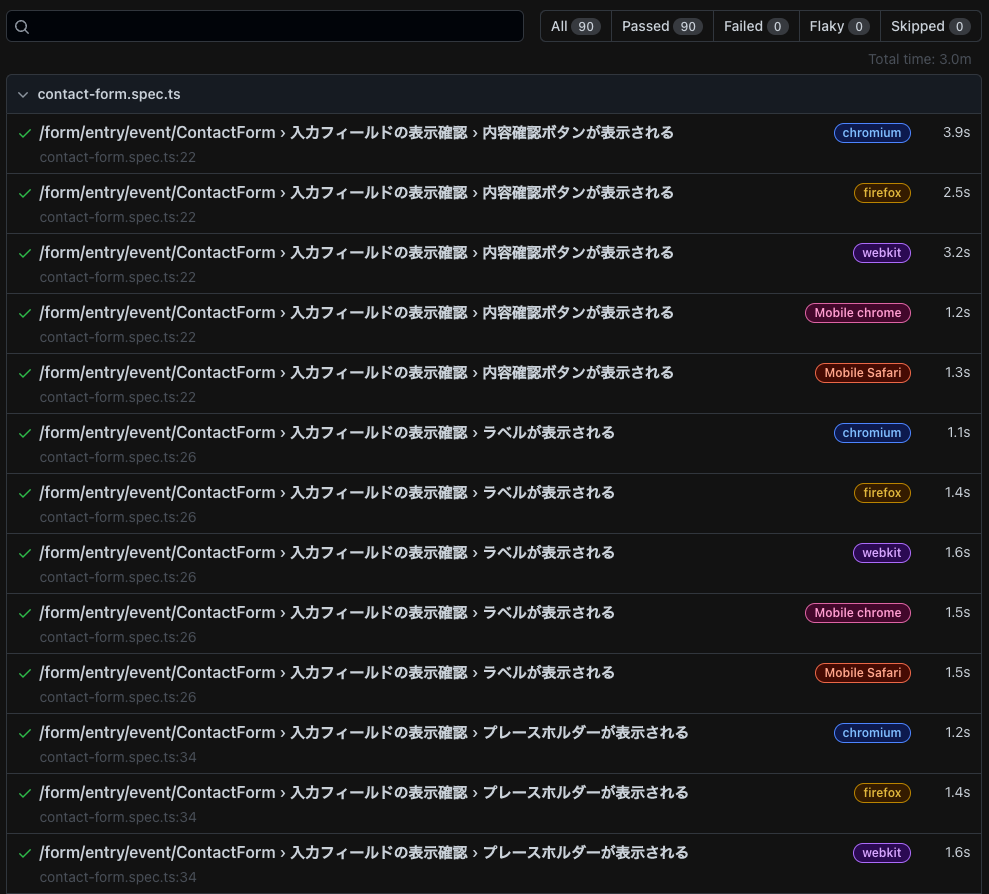 All 90 Passed 90 Failed 0 Flaky 0 Skipped 0
Total time: 3.0m
contact-form.spec.ts
/form/entry/event/ContactForm › 入力フィールドの表示確認 › 内容確認ボタンが表示される chromium 3.9s
contact-form.spec.ts:22
/form/entry/event/ContactForm › 入力フィールドの表示確認 › 内容確認ボタンが表示される firefox 2.5s
contact-form.spec.ts:22
/form/entry/event/ContactForm › 入力フィールドの表示確認 › 内容確認ボタンが表示される webkit 3.2s
contact-form.spec.ts:22
/form/entry/event/ContactForm › 入力フィールドの表示確認 › 内容確認ボタンが表示される Mobile chrome 1.2s
contact-form.spec.ts:22
/form/entry/event/ContactForm › 入力フィールドの表示確認 › 内容確認ボタンが表示される Mobile Safari 1.3s
contact-form.spec.ts:22
/form/entry/event/ContactForm › 入力フィールドの表示確認 › ラベルが表示される chromium 1.1s
contact-form.spec.ts:26
/form/entry/event/ContactForm › 入力フィールドの表示確認 › ラベルが表示される firefox 1.4s
contact-form.spec.ts:26
/form/entry/event/ContactForm › 入力フィールドの表示確認 › ラベルが表示される webkit 1.6s
contact-form.spec.ts:26
/form/entry/event/ContactForm › 入力フィールドの表示確認 › ラベルが表示される Mobile chrome 1.5s
contact-form.spec.ts:26
/form/entry/event/ContactForm › 入力フィールドの表示確認 › ラベルが表示される Mobile Safari 1.5s
contact-form.spec.ts:26
/form/entry/event/ContactForm › 入力フィールドの表示確認 › プレースホルダーが表示される chromium 1.2s
contact-form.spec.ts:34
/form/entry/event/ContactForm › 入力フィールドの表示確認 › プレースホルダーが表示される firefox 1.4s
contact-form.spec.ts:34
/form/entry/event/ContactForm › 入力フィールドの表示確認 › プレースホルダーが表示される webkit 1.6s
contact-form.spec.ts:34